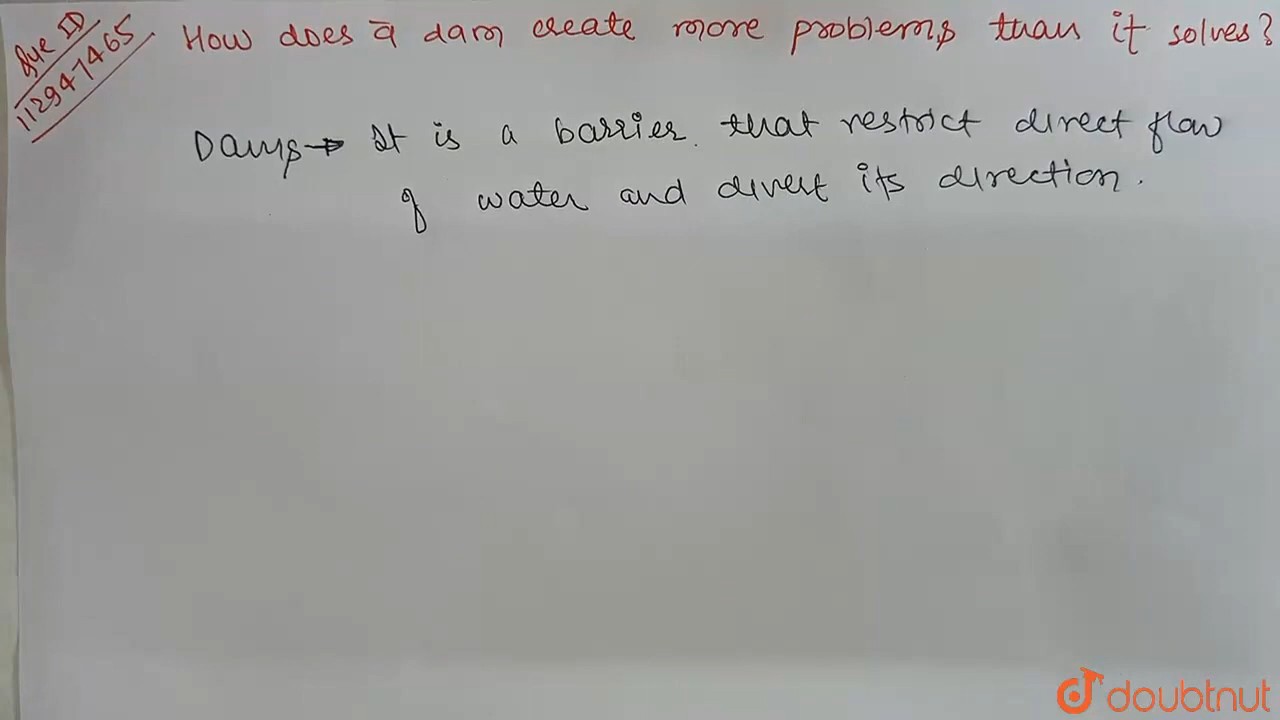 Que ID
112947465
How does a dam create more problems than it solves?
Dams → It is a barrier that restrict direct flow
of water and divert its direction.
doubtnut